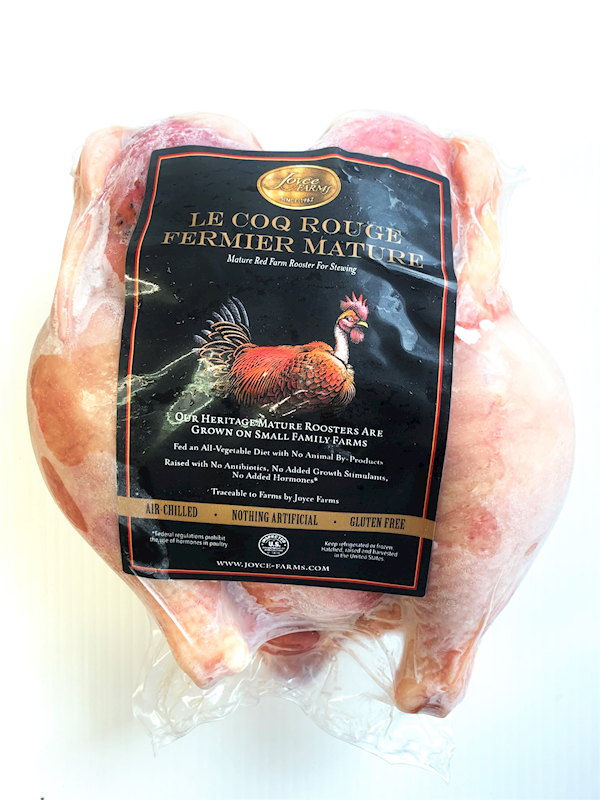 Joyce
FARMS
SINCE 1962
LE COQ ROUGE
FERMIER MATURE
Mature Red Farm Rooster For Stewing
OUR HERITAGE MATURE ROOSTERS ARE
GROWN ON SMALL FAMILY FARMS
Fed an All-Vegetable Diet with No Animal By-Products
Raised with No Antibiotics, No Added Growth Stimulants,
No Added Hormones*
Traceable to Farms by Joyce Farms
AIR-CHILLED • NOTHING ARTIFICIAL • GLUTEN FREE
*Federal regulations prohibit
the use of hormones in poultry
U.S.
Keep refrigerated or frozen.
Hatched, raised and harvested
in the United States.
WWW.JOYCE-FARMS.COM